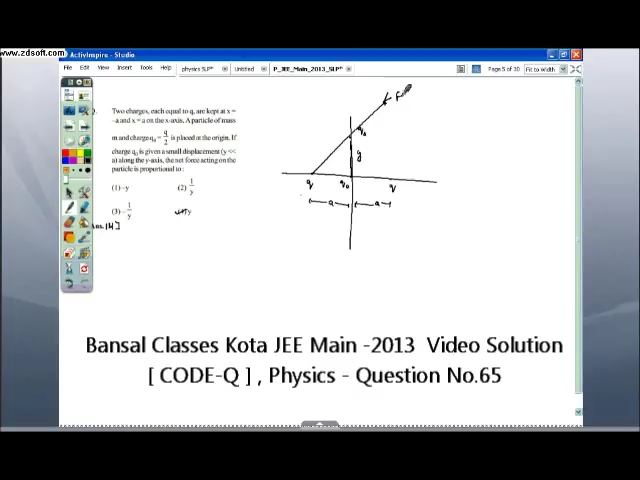 www.zdsoft.com
ActivInspire - Studio
File Edit View Insert Tools Help
physics SLP*
Untitled
P_JEE_Main_2013_SLP*
Page 5 of 30
Fit to Width
2.
Two charges, each equal to q, are kept at x =
–a and x = a on the x-axis. A particle of mass
m and charge q₀ = q/2 is placed at the origin. If
charge q₀ is given a small displacement (y <<
a) along the y-axis, the net force acting on the
particle is proportional to :
(1) –y
(2) 1/y
(3) –1/y
y
Ans. [4]
q₀
y
q
q₀
q
a
a
Bansal Classes Kota JEE Main -2013 Video Solution
[ CODE-Q ] , Physics - Question No.65